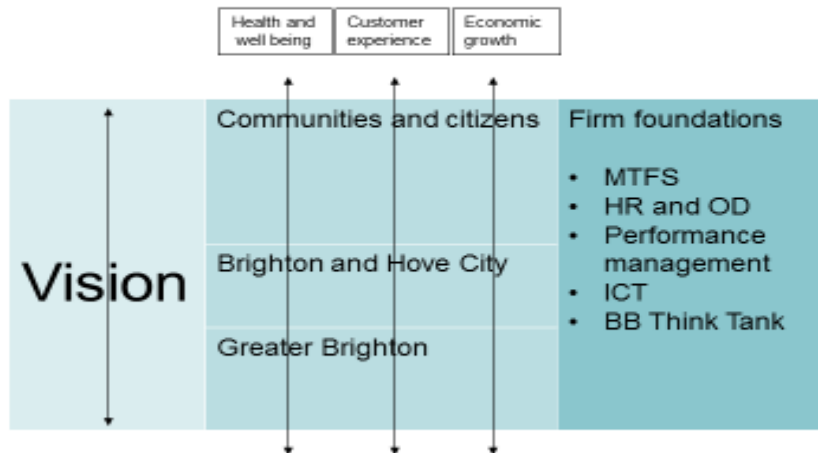 Health and
well being
Customer
experience
Economic
growth
Vision
Communities and citizens
Brighton and Hove City
Greater Brighton
Firm foundations
• MTFS
• HR and OD
• Performance
management
• ICT
• BB Think Tank